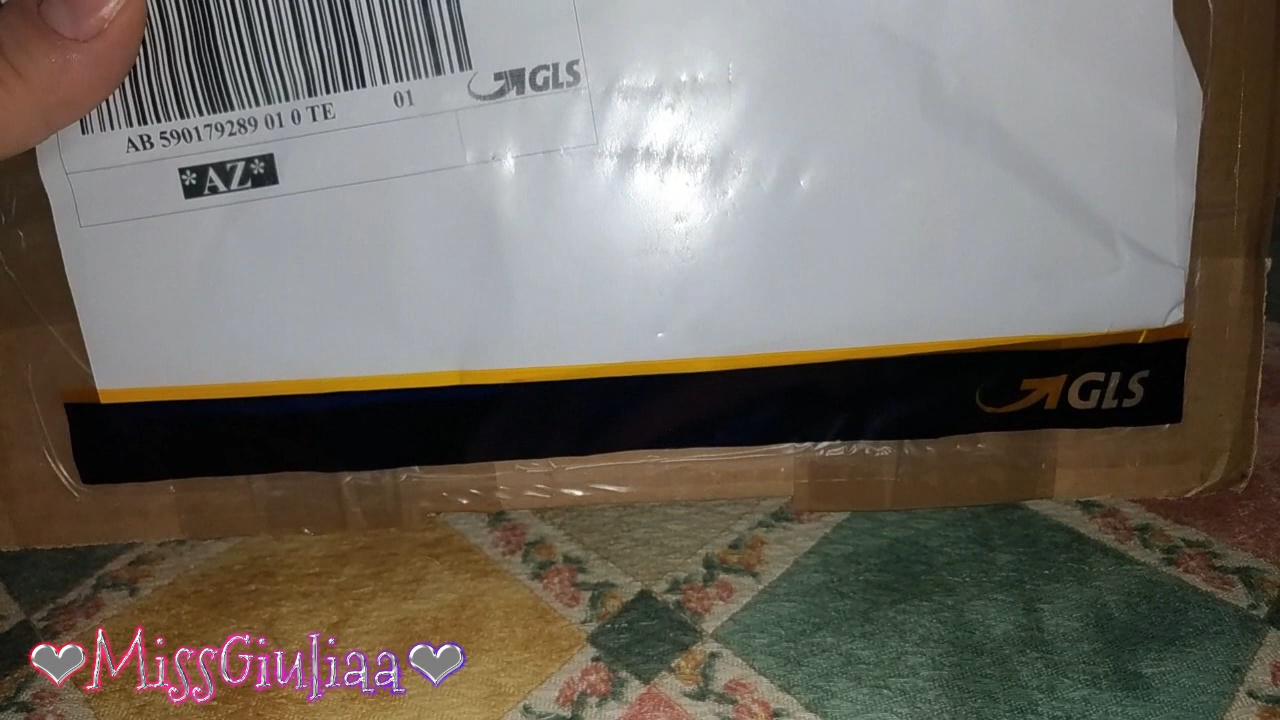 GLS
AB 590179289 01 0 TE 01
*AZ*
GLS
❤MissGiuliaa❤